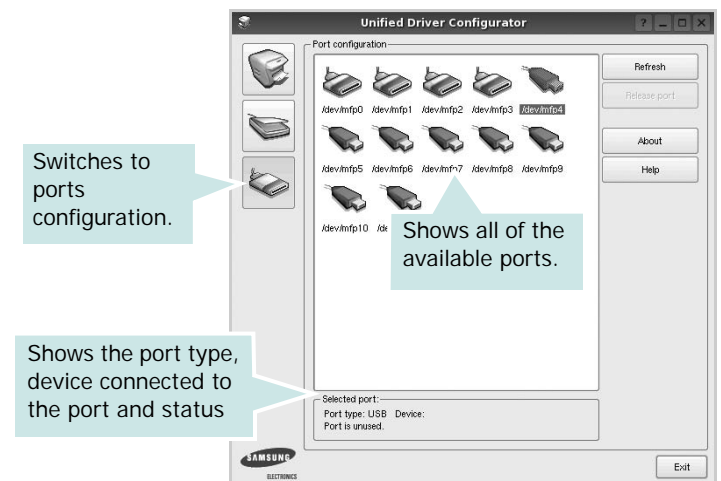 Unified Driver Configurator
Port configuration
/dev/mfp0 /dev/mfp1 /dev/mfp2 /dev/mfp3 /dev/mfp4
/dev/mfp5 /dev/mfp6 /dev/mfp7 /dev/mfp8 /dev/mfp9
/dev/mfp10
Refresh
Release port
About
Help
Switches to
ports
configuration.
Shows all of the
available ports.
Shows the port type,
device connected to
the port and status
Selected port:
Port type: USB Device:
Port is unused.
SAMSUNG
ELECTRONICS
Exit